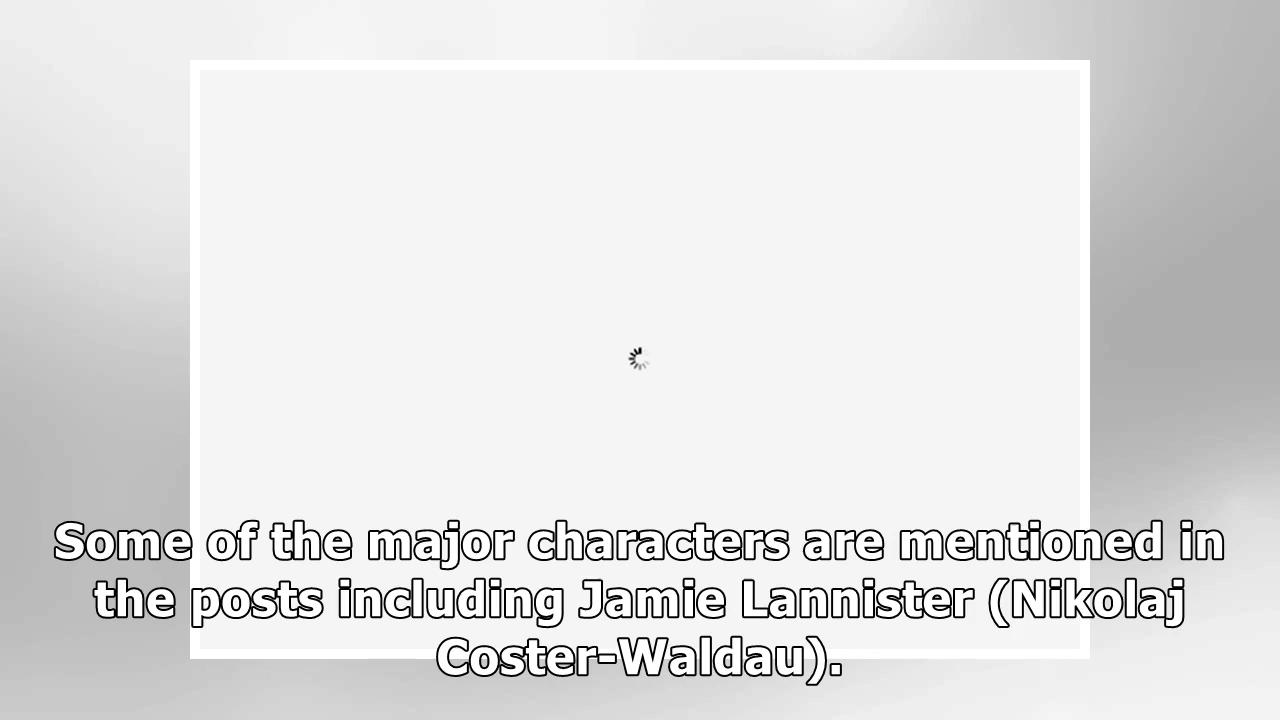 Some of the major characters are mentioned in
the posts including Jamie Lannister (Nikolaj
Coster-Waldau).